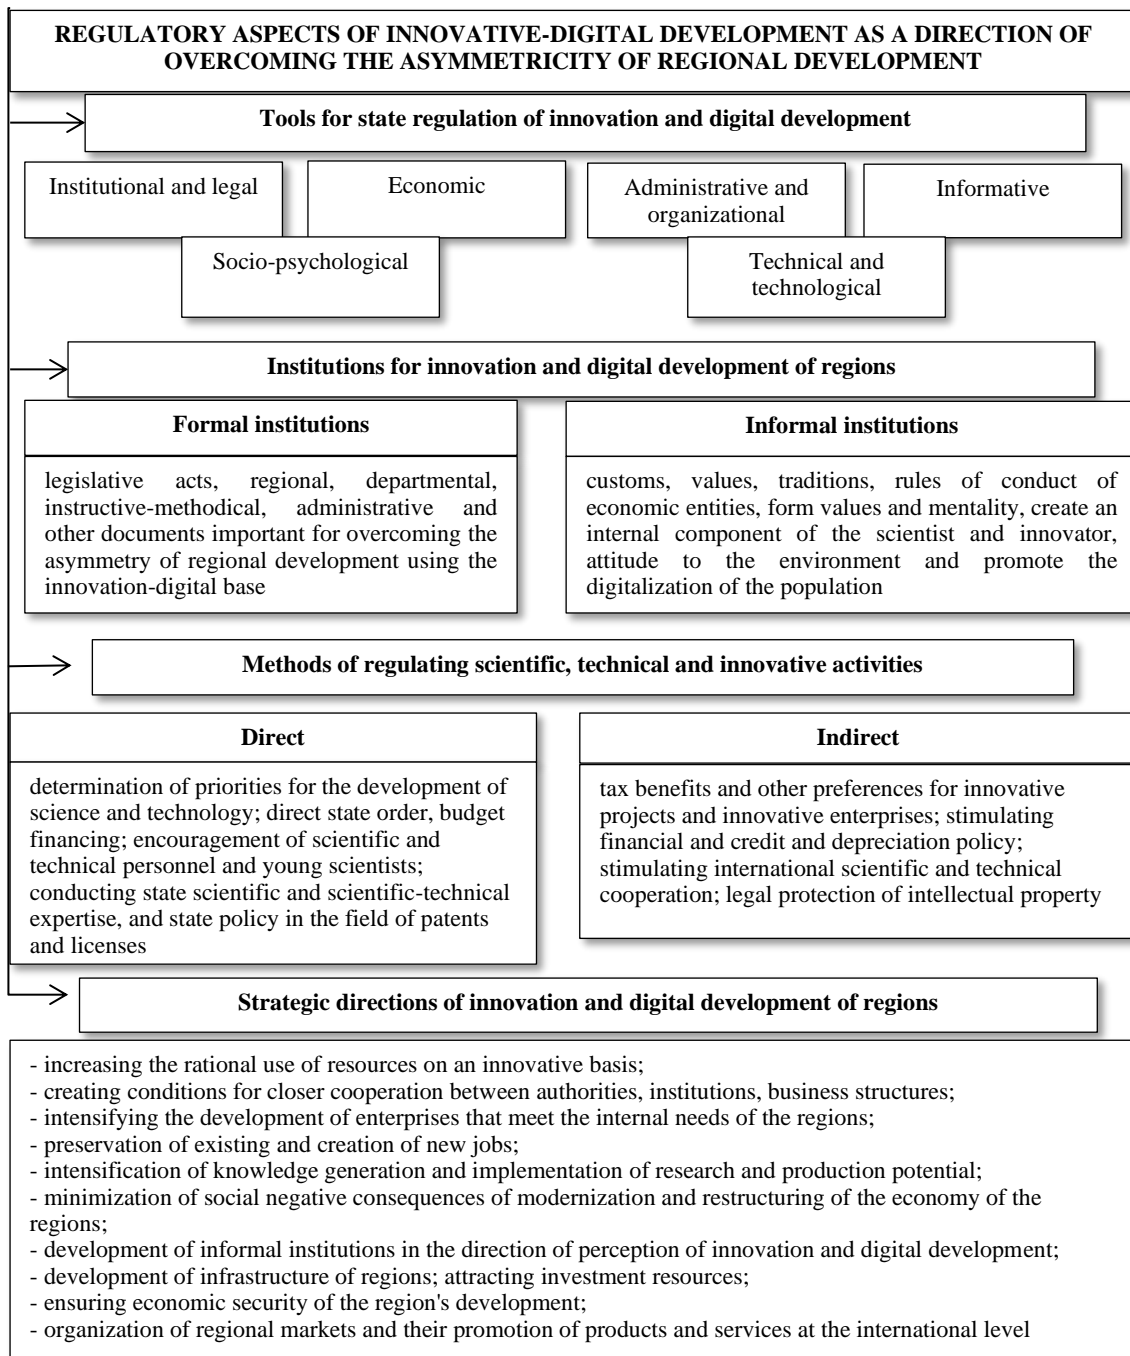 REGULATORY ASPECTS OF INNOVATIVE-DIGITAL DEVELOPMENT AS A DIRECTION OF
OVERCOMING THE ASYMMETRICITY OF REGIONAL DEVELOPMENT
Tools for state regulation of innovation and digital development
Institutional and legal
Economic
Administrative and
organizational
Informative
Socio-psychological
Technical and
technological
Institutions for innovation and digital development of regions
Formal institutions
legislative acts, regional, departmental,
instructive-methodical, administrative and
other documents important for overcoming the
asymmetry of regional development using the
innovation-digital base
Informal institutions
customs, values, traditions, rules of conduct of
economic entities, form values and mentality, create an
internal component of the scientist and innovator,
attitude to the environment and promote the
digitalization of the population
Methods of regulating scientific, technical and innovative activities
Direct
determination of priorities for the development of
science and technology; direct state order, budget
financing; encouragement of scientific and
technical personnel and young scientists;
conducting state scientific and scientific-technical
expertise, and state policy in the field of patents
and licenses
Indirect
tax benefits and other preferences for innovative
projects and innovative enterprises; stimulating
financial and credit and depreciation policy;
stimulating international scientific and technical
cooperation; legal protection of intellectual property
Strategic directions of innovation and digital development of regions
- increasing the rational use of resources on an innovative basis;
- creating conditions for closer cooperation between authorities, institutions, business structures;
- intensifying the development of enterprises that meet the internal needs of the regions;
- preservation of existing and creation of new jobs;
- intensification of knowledge generation and implementation of research and production potential;
- minimization of social negative consequences of modernization and restructuring of the economy of the
regions;
- development of informal institutions in the direction of perception of innovation and digital development;
- development of infrastructure of regions; attracting investment resources;
- ensuring economic security of the region's development;
- organization of regional markets and their promotion of products and services at the international level